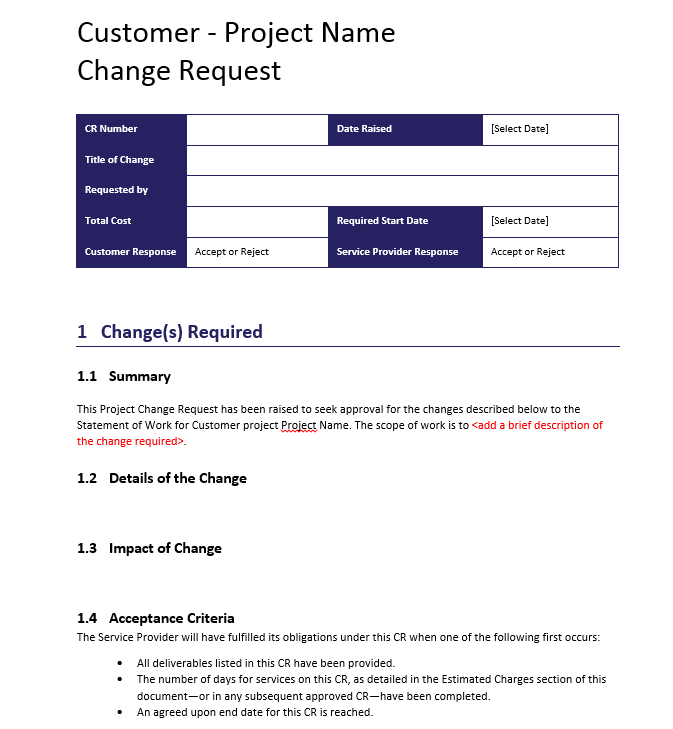 Customer - Project Name
Change Request
CR Number Date Raised [Select Date]
Title of Change
Requested by
Total Cost Required Start Date [Select Date]
Customer Response Accept or Reject Service Provider Response Accept or Reject
1 Change(s) Required
1.1 Summary
This Project Change Request has been raised to seek approval for the changes described below to the
Statement of Work for Customer project Project Name. The scope of work is to <add a brief description of
the change required>.
1.2 Details of the Change
1.3 Impact of Change
1.4 Acceptance Criteria
The Service Provider will have fulfilled its obligations under this CR when one of the following first occurs:
• All deliverables listed in this CR have been provided.
• The number of days for services on this CR, as detailed in the Estimated Charges section of this
document—or in any subsequent approved CR—have been completed.
• An agreed upon end date for this CR is reached.